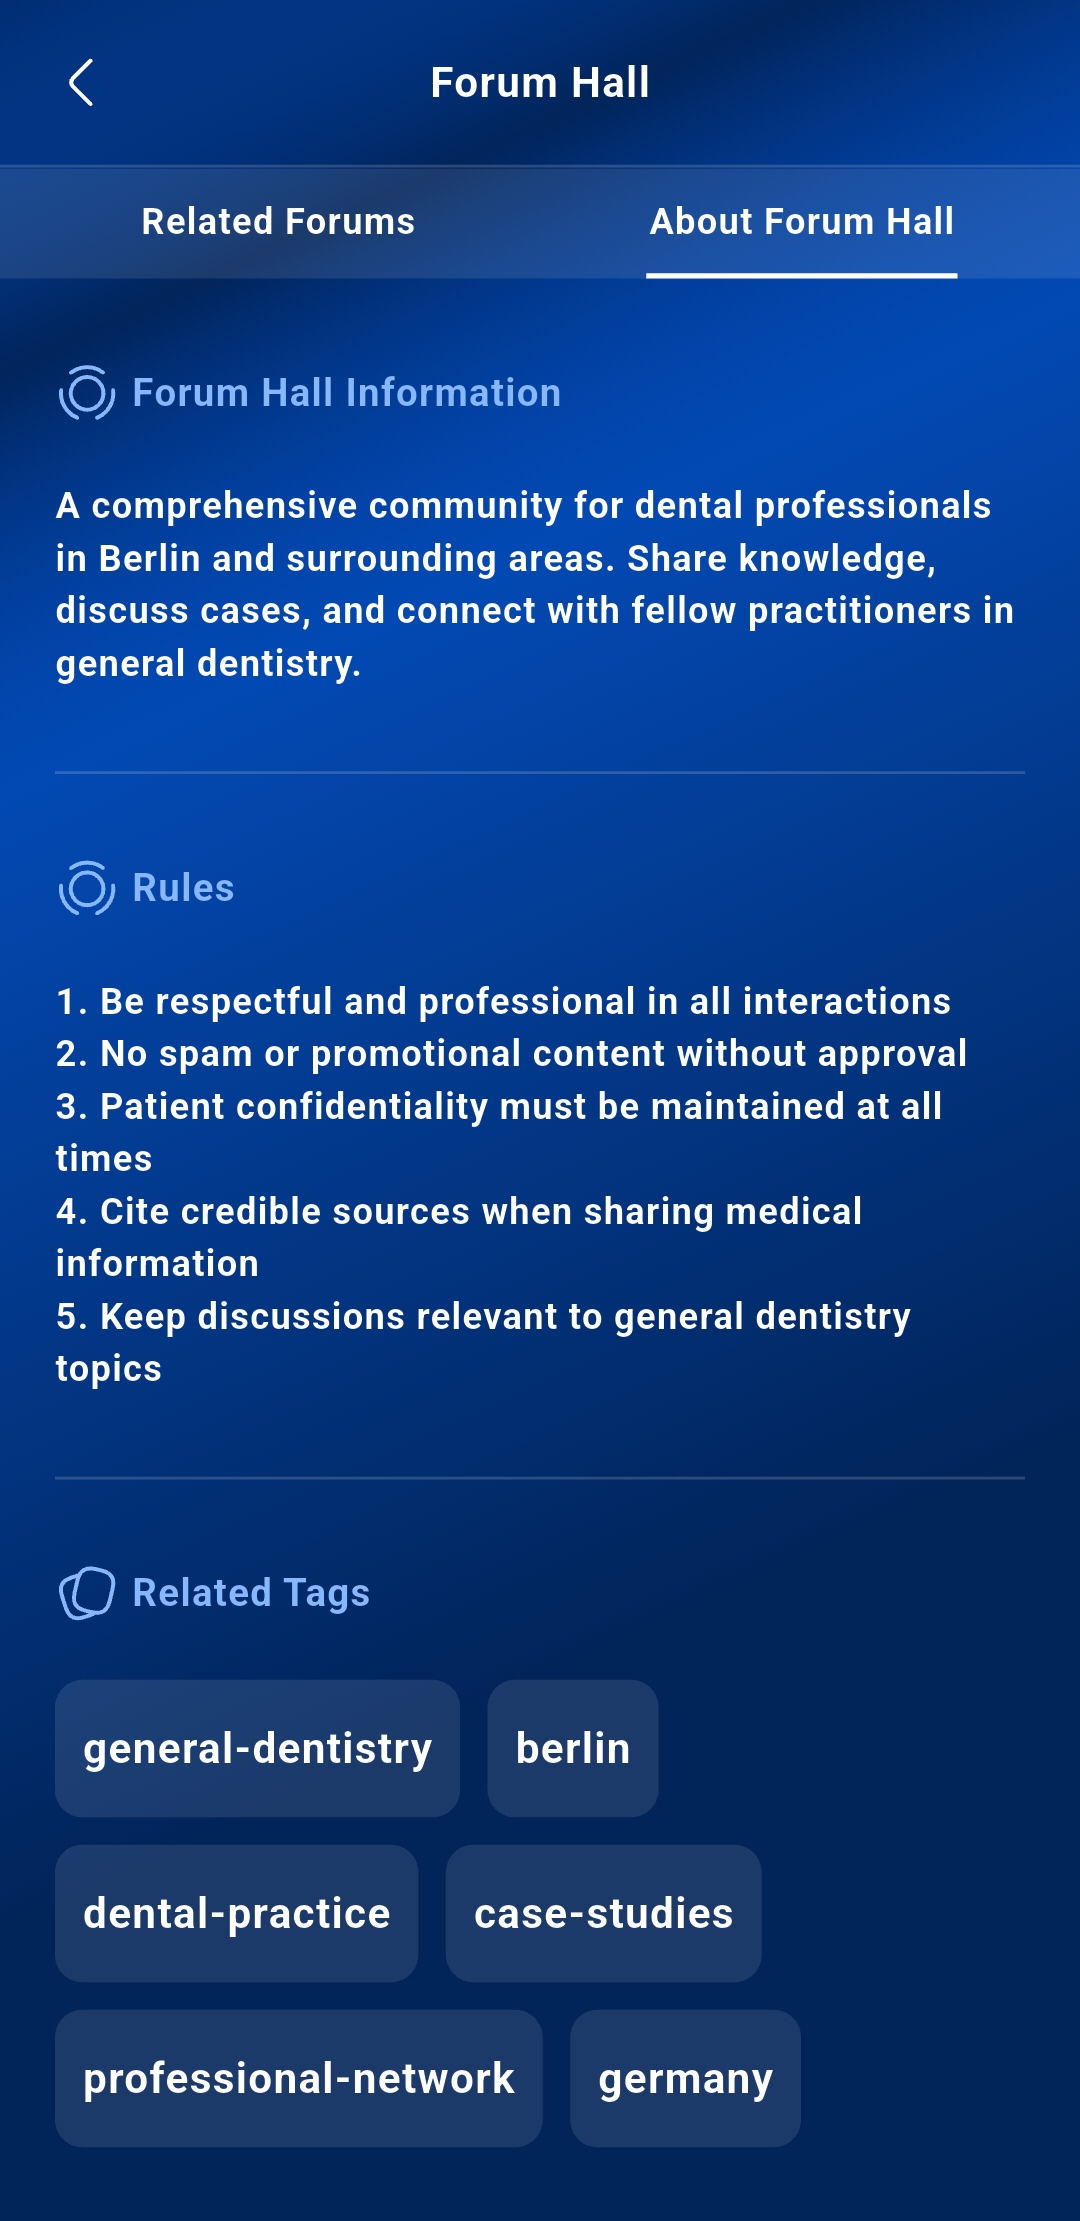 Forum Hall
Related Forums
About Forum Hall
Forum Hall Information
A comprehensive community for dental professionals
in Berlin and surrounding areas. Share knowledge,
discuss cases, and connect with fellow practitioners in
general dentistry.
Rules
1. Be respectful and professional in all interactions
2. No spam or promotional content without approval
3. Patient confidentiality must be maintained at all
times
4. Cite credible sources when sharing medical
information
5. Keep discussions relevant to general dentistry
topics
Related Tags
general-dentistry
berlin
dental-practice
case-studies
professional-network
germany